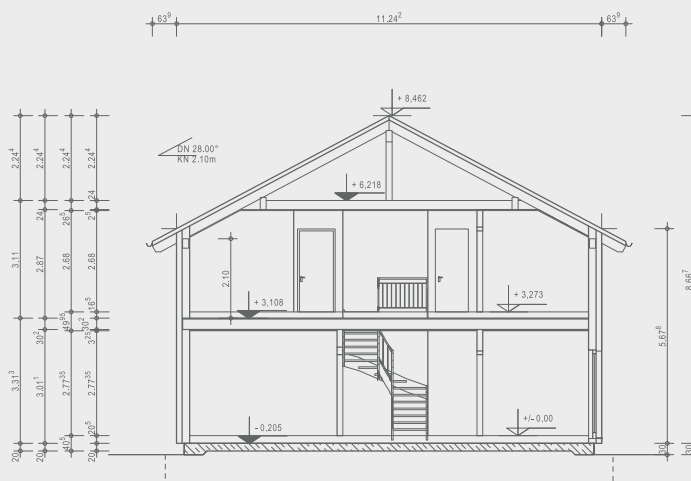 63⁹ 11.24² 63⁹
+ 8,462
DN 28.00°
KN 2.10m
+ 6,218
2.10
+ 3,108
+ 3,273
- 0,205
+/- 0,00
2.24⁴ 3.11 3.31³ 20
2.24⁴ 24 2.87 30² 3.01¹ 20
2.24⁴ 26⁵ 2.68 49⁹⁵ 2.77³⁵ 40⁵
2.24⁴ 24 2⁵ 2.68 16⁵ 30² 3²⁵ 2.77³⁵ 20⁵ 20
5.67⁸ 30
8.66⁷ 30